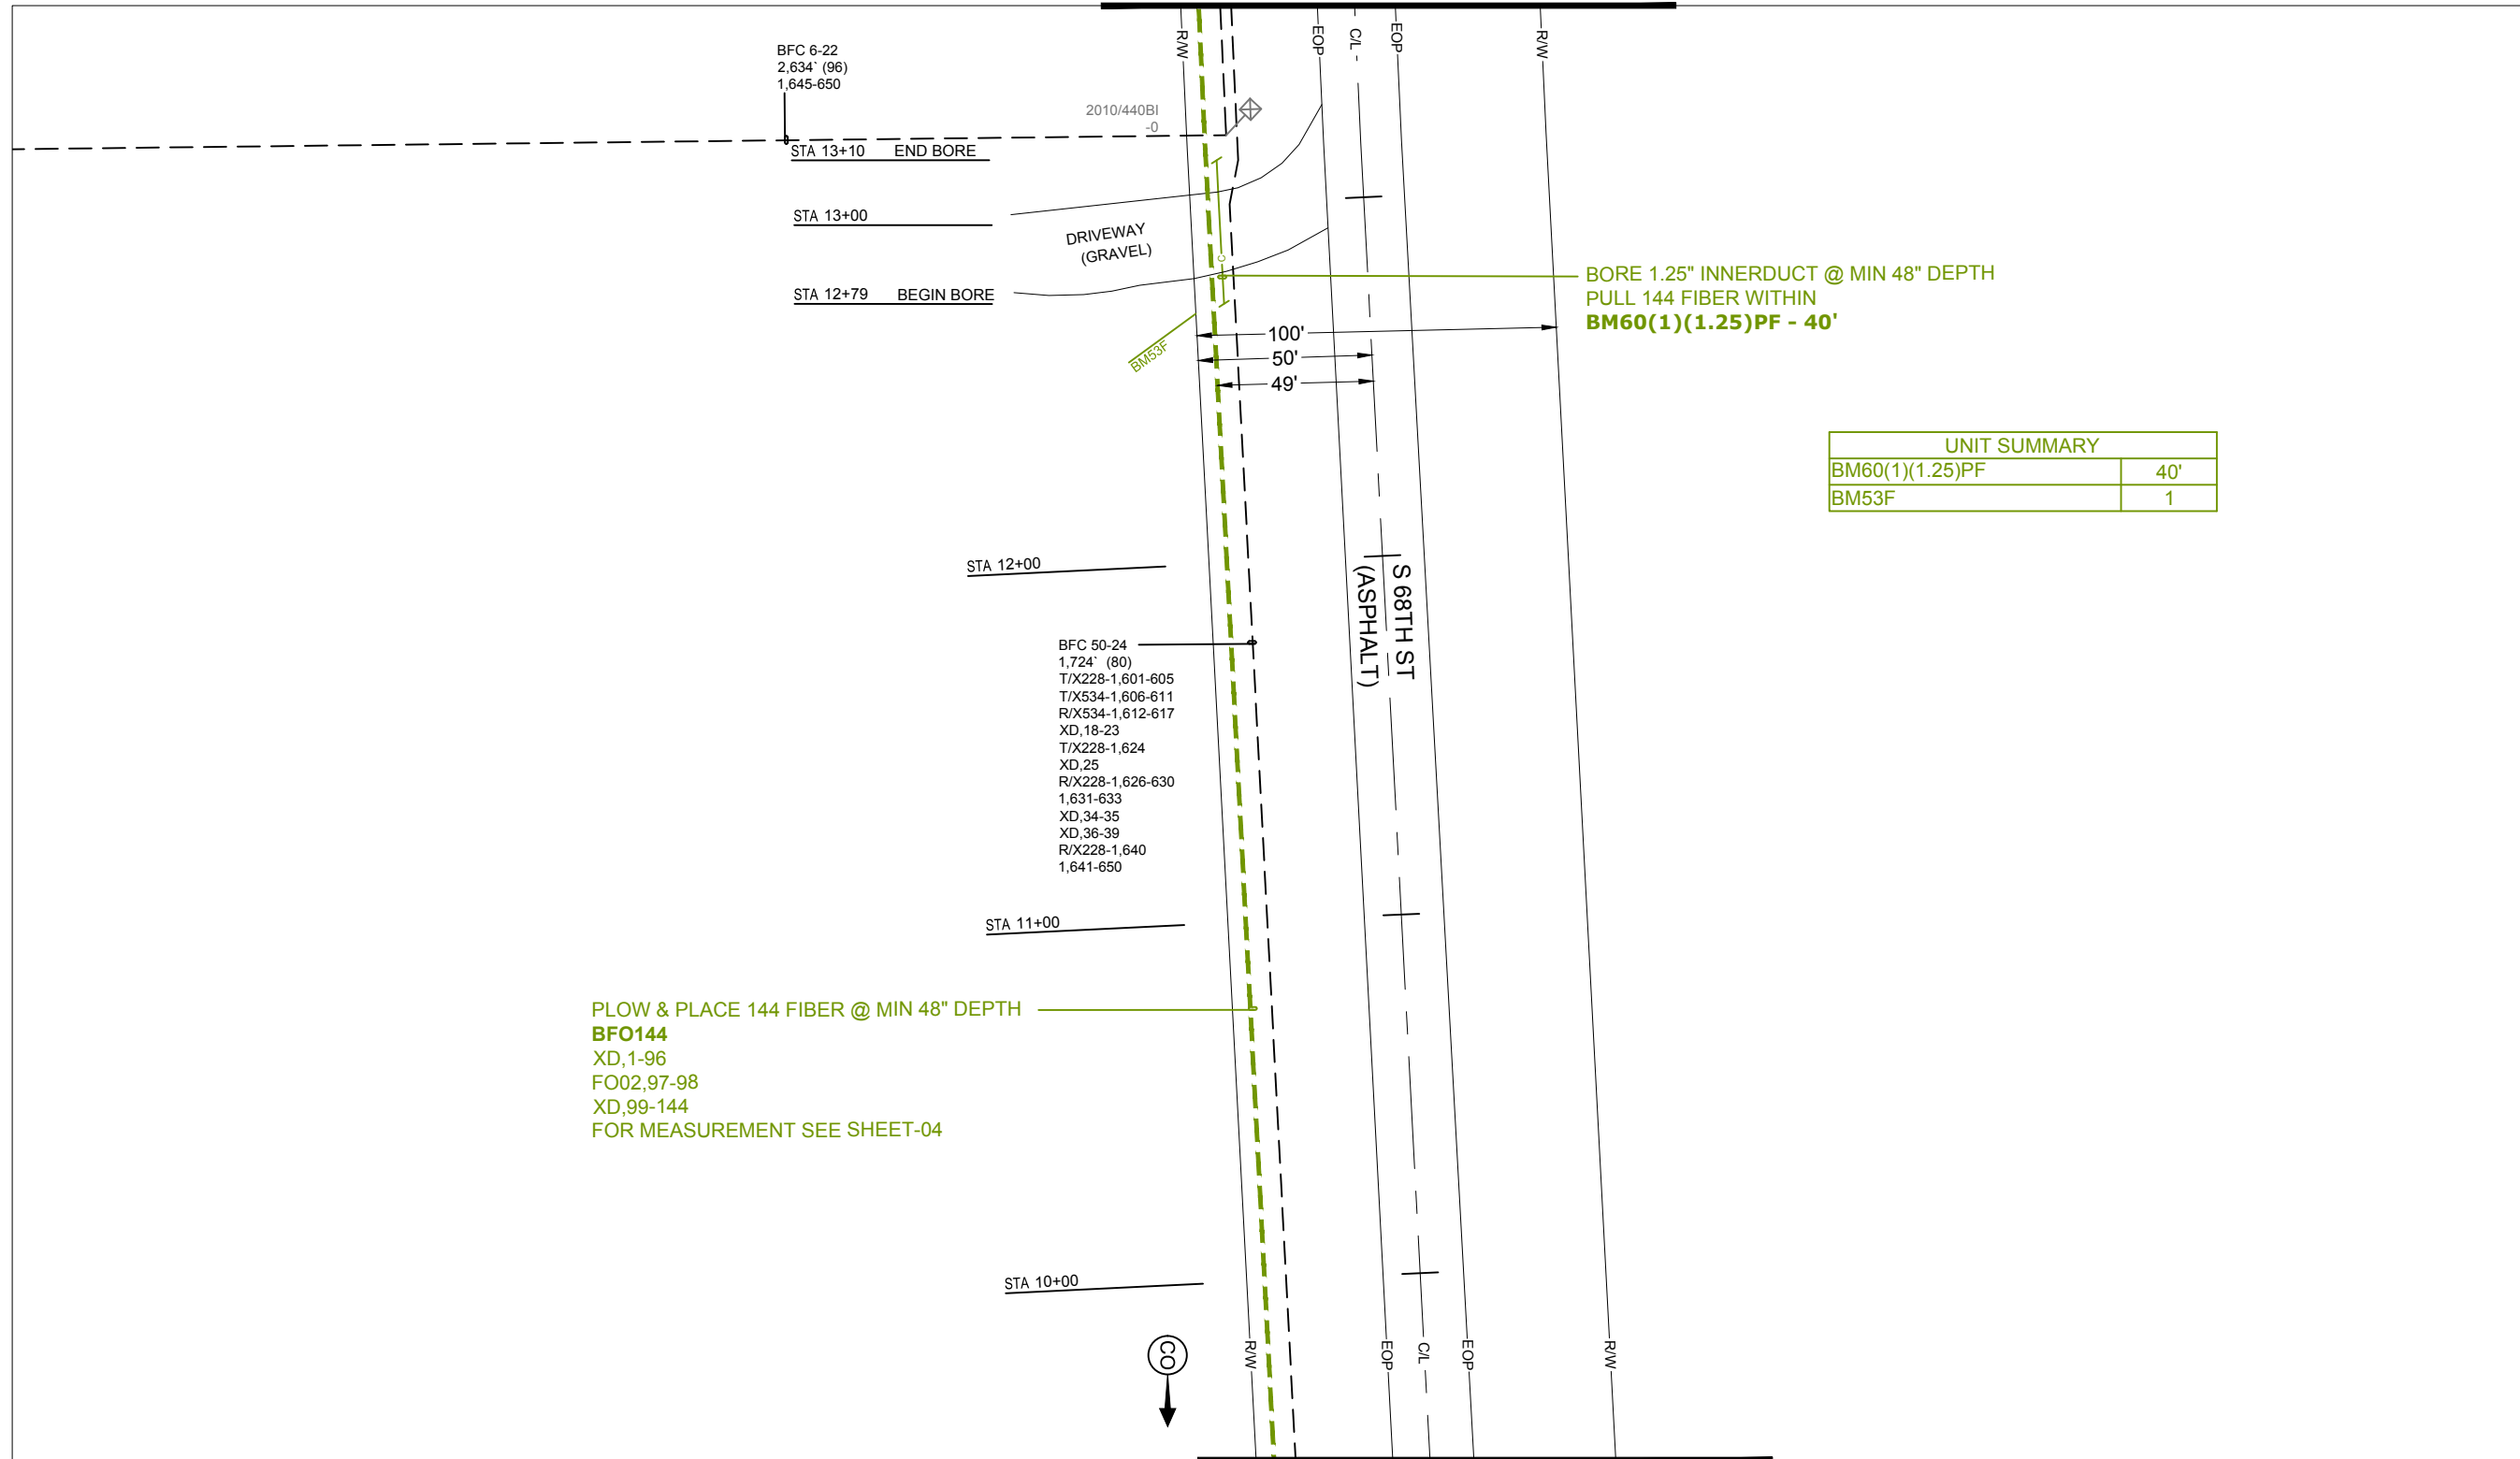 R/W
EOP
C/L
EOP
R/W
BFC 6-22
2,634` (96)
1,645-650
2010/440BI
-0
STA 13+10 END BORE
STA 13+00
DRIVEWAY
(GRAVEL)
STA 12+79 BEGIN BORE
C
BORE 1.25" INNERDUCT @ MIN 48" DEPTH
PULL 144 FIBER WITHIN
BM60(1)(1.25)PF - 40'
BM53F
100'
50'
49'
UNIT SUMMARY
BM60(1)(1.25)PF 40'
BM53F 1
STA 12+00
S 68TH ST
(ASPHALT)
BFC 50-24
1,724` (80)
T/X228-1,601-605
T/X534-1,606-611
R/X534-1,612-617
XD,18-23
T/X228-1,624
XD,25
R/X228-1,626-630
1,631-633
XD,34-35
XD,36-39
R/X228-1,640
1,641-650
STA 11+00
PLOW & PLACE 144 FIBER @ MIN 48" DEPTH
BFO144
XD,1-96
FO02,97-98
XD,99-144
FOR MEASUREMENT SEE SHEET-04
STA 10+00
CO
R/W
EOP
C/L
EOP
R/W